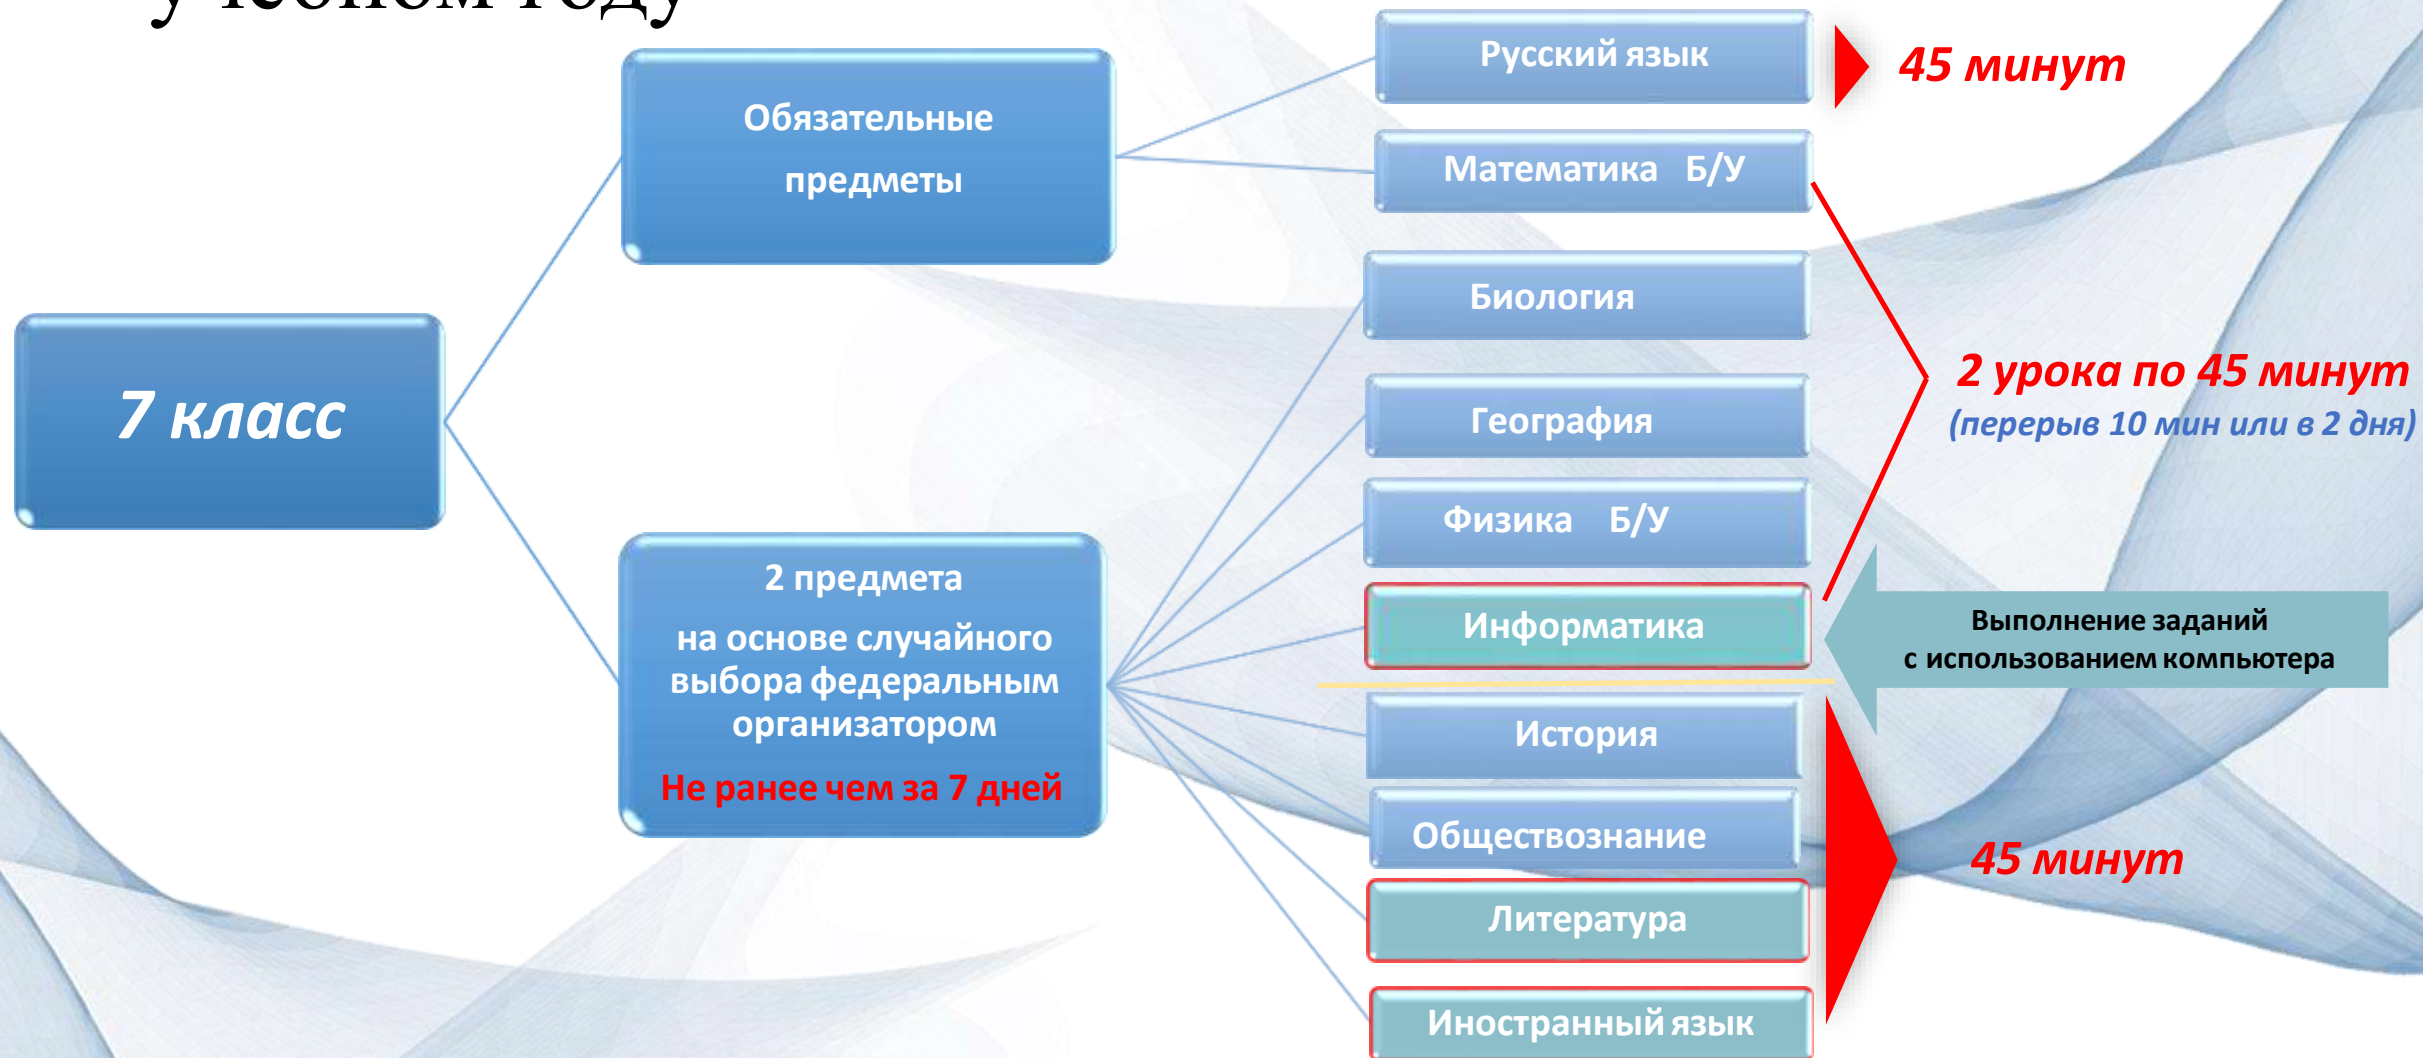 учебном году
7 класс
Обязательные
предметы
2 предмета
на основе случайного
выбора федеральным
организатором
Не ранее чем за 7 дней
Русский язык
Математика Б/У
Биология
География
Физика Б/У
Информатика
История
Обществознание
Литература
Иностранный язык
45 минут
2 урока по 45 минут
(перерыв 10 мин или в 2 дня)
Выполнение заданий
с использованием компьютера
45 минут